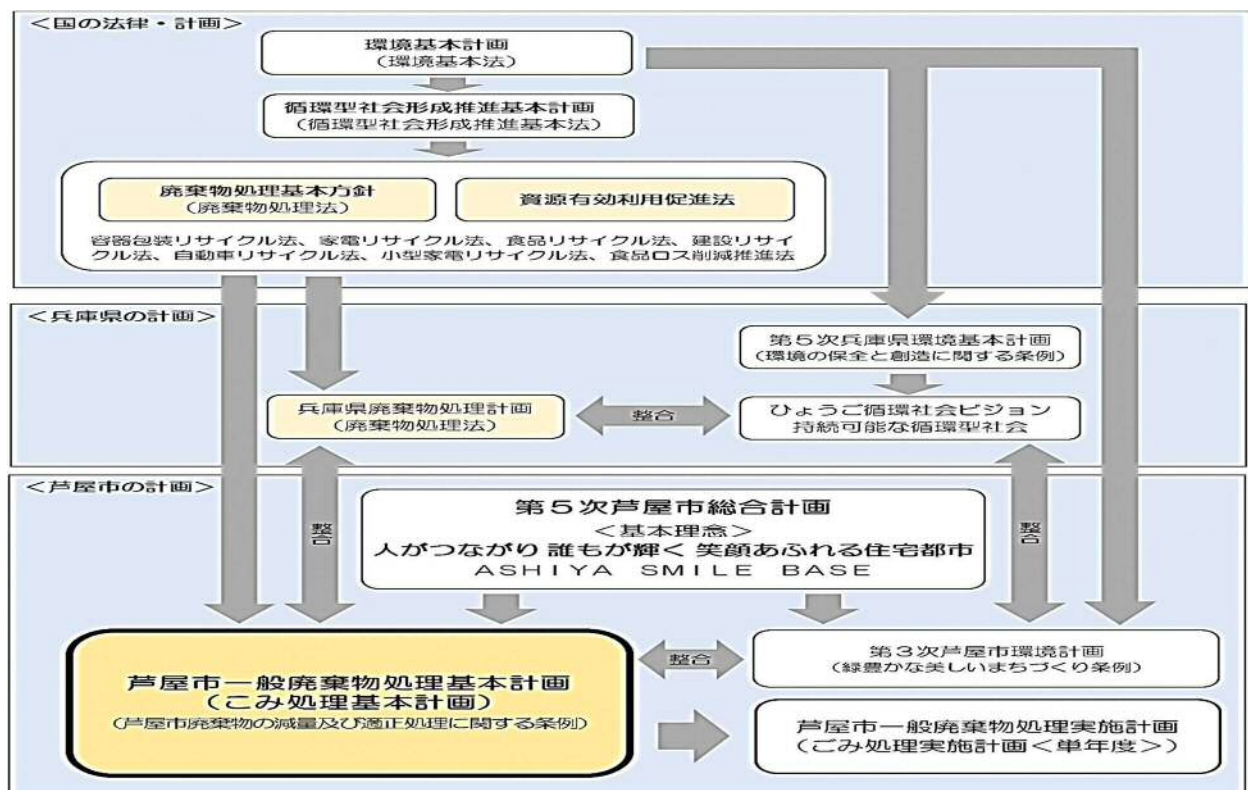 ＜国の法律・計画＞
環境基本計画
（環境基本法）
循環型社会形成推進基本計画
（循環型社会形成推進基本法）
廃棄物処理基本方針
（廃棄物処理法）
資源有効利用促進法
容器包装リサイクル法、家電リサイクル法、食品リサイクル法、建設リサイ
クル法、自動車リサイクル法、小型家電リサイクル法、食品ロス削減推進法
＜兵庫県の計画＞
第５次兵庫県環境基本計画
（環境の保全と創造に関する条例）
兵庫県廃棄物処理計画
（廃棄物処理法）
整合
ひょうご循環社会ビジョン
持続可能な循環型社会
＜芦屋市の計画＞
整合
第５次芦屋市総合計画
＜基本理念＞
人がつながり 誰もが輝く 笑顔あふれる住宅都市
ＡＳＨＩＹＡ ＳＭＩＬＥ ＢＡＳＥ
整合
芦屋市一般廃棄物処理基本計画
（ごみ処理基本計画）
（芦屋市廃棄物の減量及び適正処理に関する条例）
整合
第３次芦屋市環境計画
（緑豊かな美しいまちづくり条例）
芦屋市一般廃棄物処理実施計画
（ごみ処理実施計画＜単年度＞）